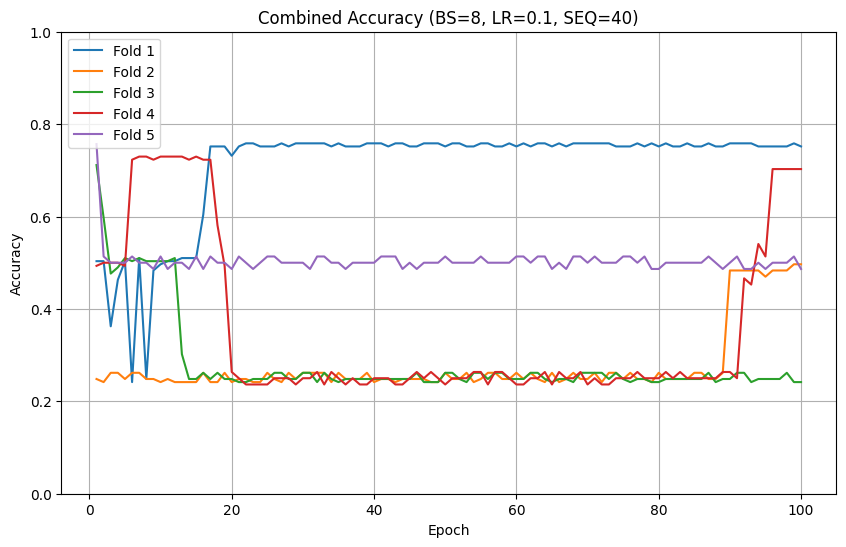 Combined Accuracy (BS=8, LR=0.1, SEQ=40)
1.0
0.8
0.6
0.4
0.2
0.0
Accuracy
Fold 1
Fold 2
Fold 3
Fold 4
Fold 5
0 20 40 60 80 100
Epoch